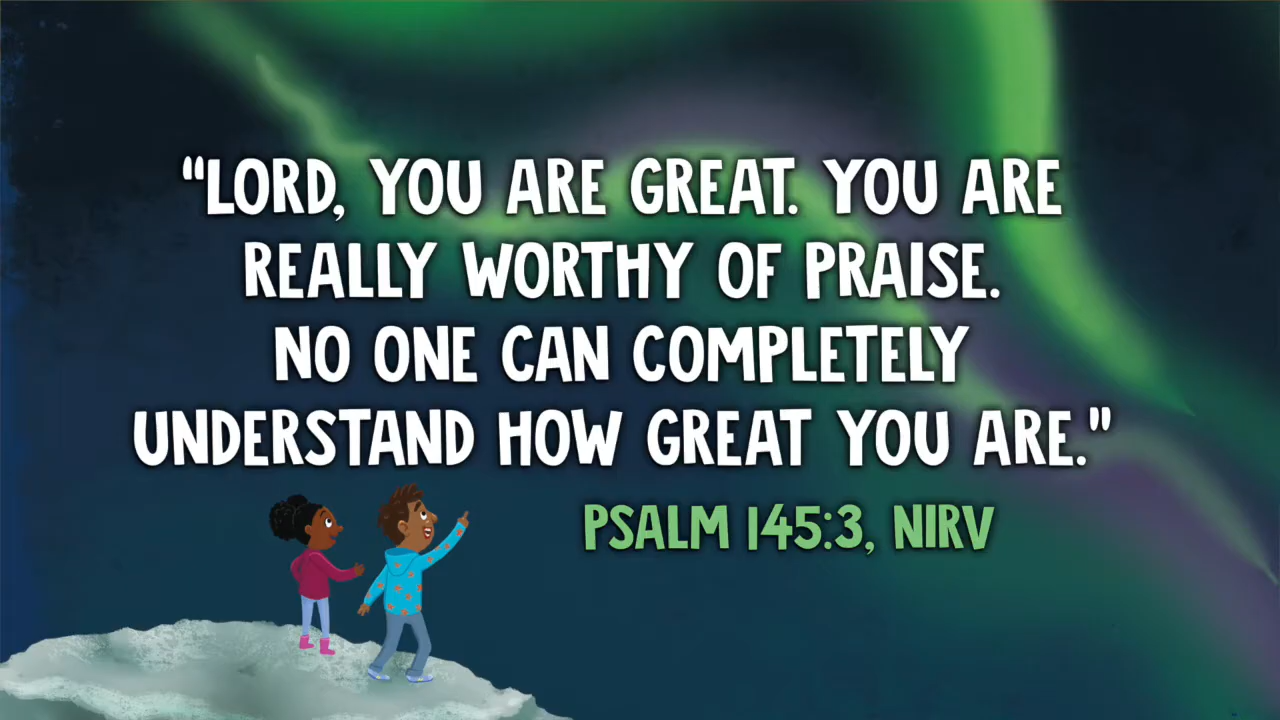 “LORD, YOU ARE GREAT. YOU ARE
REALLY WORTHY OF PRAISE.
NO ONE CAN COMPLETELY
UNDERSTAND HOW GREAT YOU ARE."
PSALM 145:3, NIRV